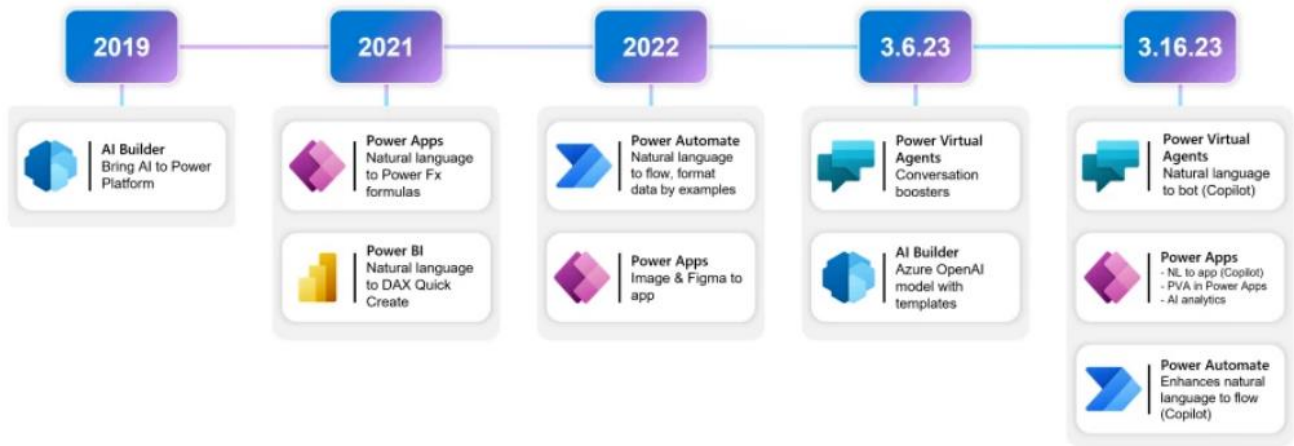 2019
2021
2022
3.6.23
3.16.23
AI Builder
Bring AI to Power
Platform
Power Apps
Natural language
to Power Fx
formulas
Power BI
Natural language
to DAX Quick
Create
Power Automate
Natural language
to flow, format
data by examples
Power Apps
Image & Figma to
app
Power Virtual
Agents
Conversation
boosters
AI Builder
Azure OpenAI
model with
templates
Power Virtual
Agents
Natural language
to bot (Copilot)
Power Apps
- NL to app (Copilot)
- PVA in Power Apps
- AI analytics
Power Automate
Enhances natural
language to flow
(Copilot)